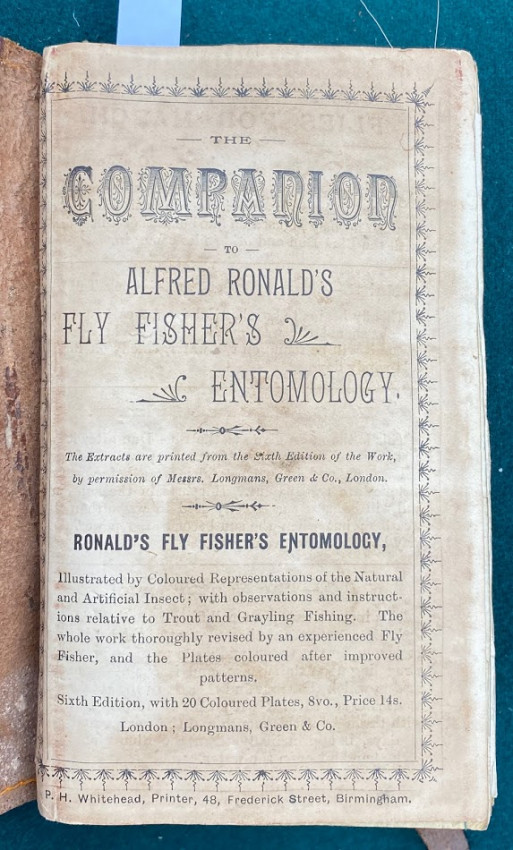 THE
COMPANION
TO
ALFRED RONALD'S
FLY FISHER'S
ENTOMOLOGY.
The Extracts are printed from the Sixth Edition of the Work,
by permission of Messrs. Longmans, Green & Co., London.
RONALD'S FLY FISHER'S ENTOMOLOGY,
Illustrated by Coloured Representations of the Natural
and Artificial Insect; with observations and instruct-
ions relative to Trout and Grayling Fishing. The
whole work thoroughly revised by an experienced Fly
Fisher, and the Plates coloured after improved
patterns.
Sixth Edition, with 20 Coloured Plates, 8vo., Price 14s.
London; Longmans, Green & Co.
P. H. Whitehead, Printer, 48, Frederick Street, Birmingham.